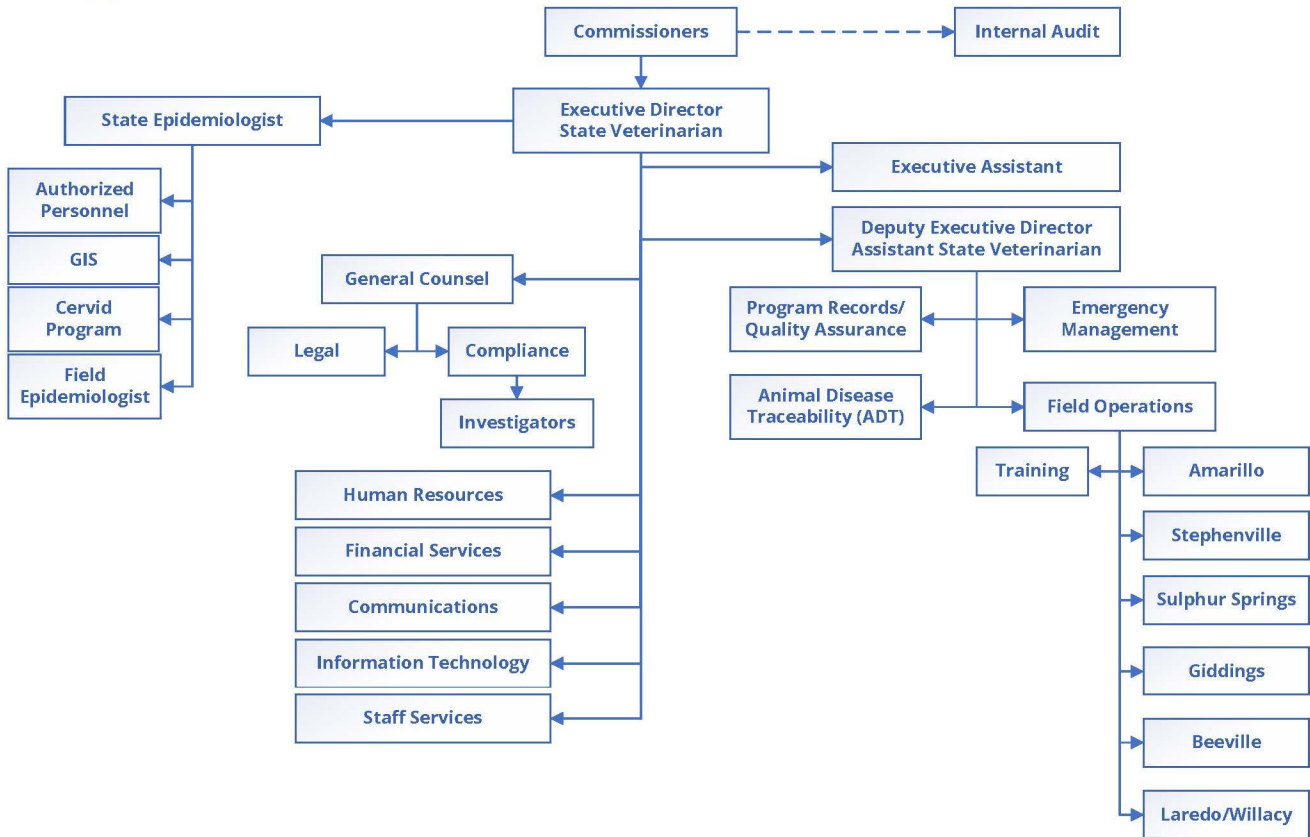 Commissioners
Internal Audit
Executive Director
State Veterinarian
State Epidemiologist
Authorized
Personnel
GIS
Cervid
Program
Field
Epidemiologist
Executive Assistant
Deputy Executive Director
Assistant State Veterinarian
General Counsel
Legal
Compliance
Investigators
Program Records/
Quality Assurance
Emergency
Management
Animal Disease
Traceability (ADT)
Field Operations
Training
Amarillo
Stephenville
Sulphur Springs
Giddings
Beeville
Laredo/Willacy
Human Resources
Financial Services
Communications
Information Technology
Staff Services